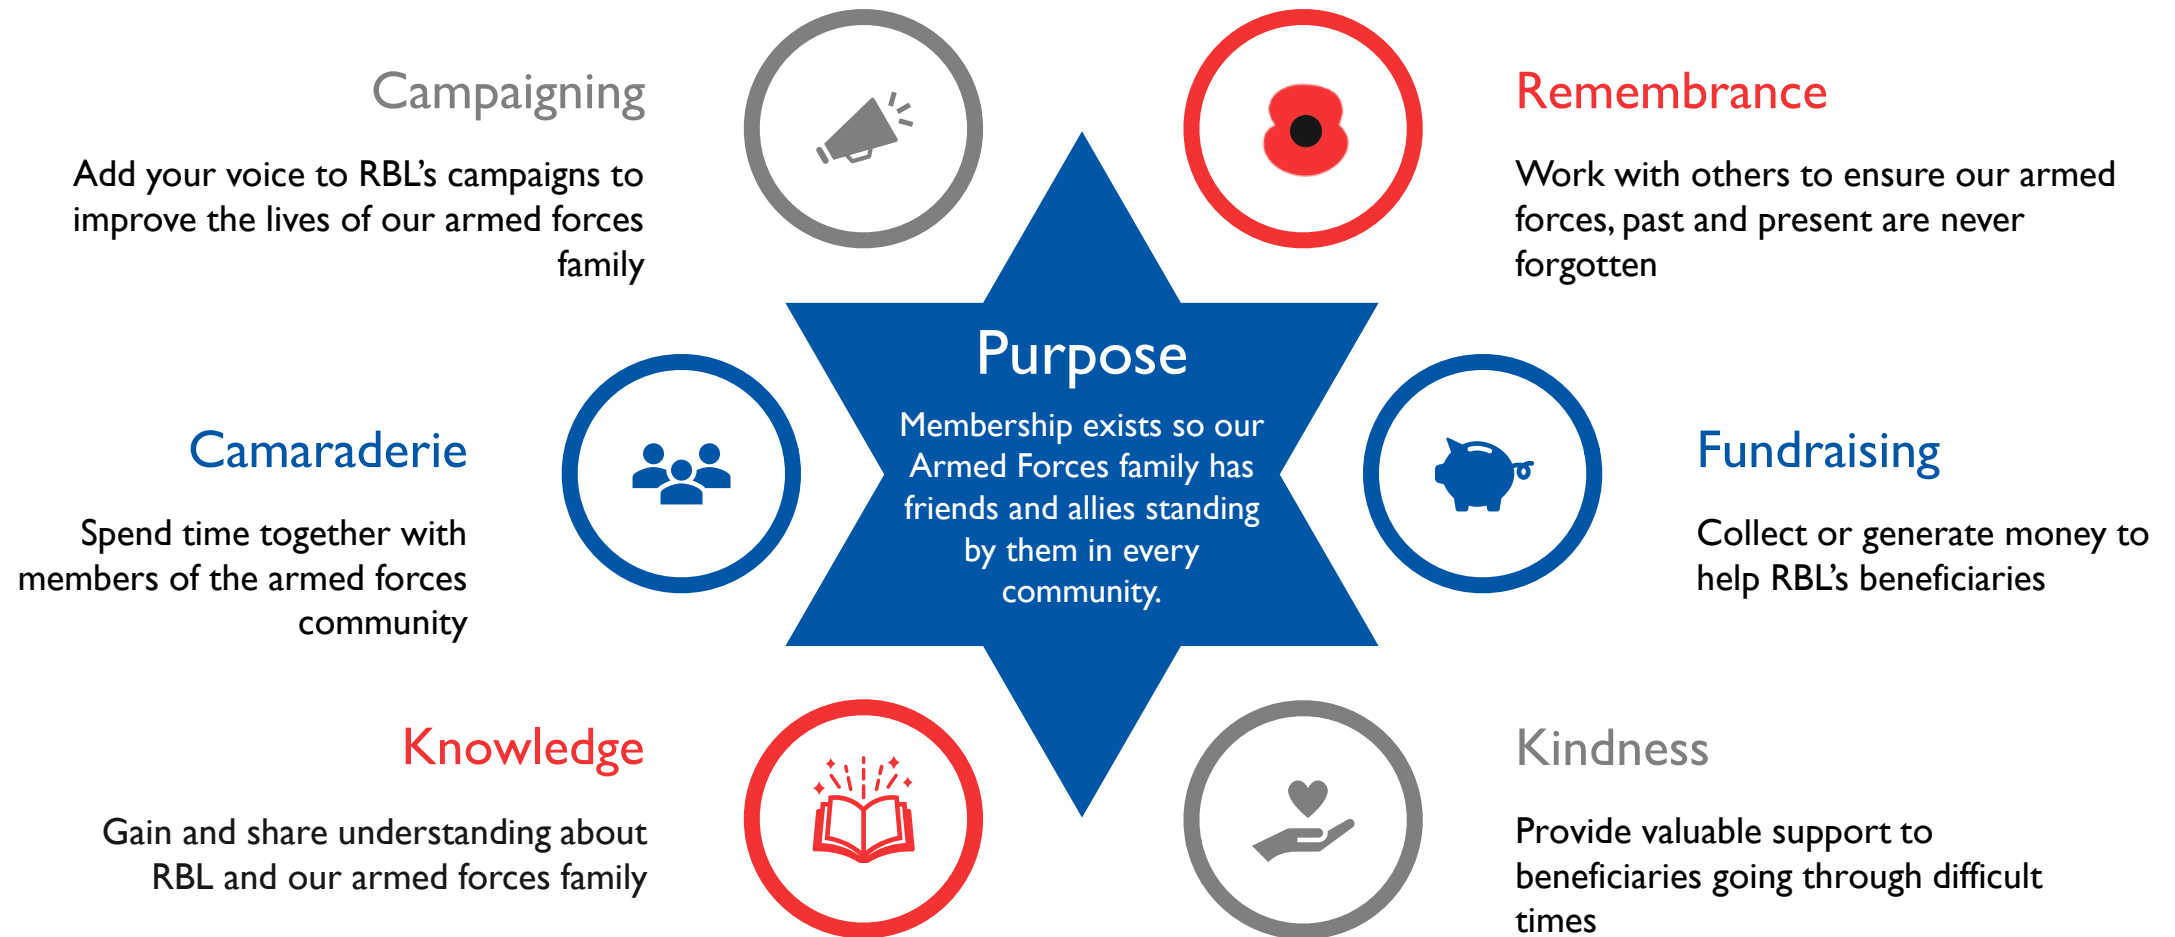 Campaigning
Add your voice to RBL’s campaigns to
improve the lives of our armed forces
family
Remembrance
Work with others to ensure our armed
forces, past and present are never
forgotten
Camaraderie
Spend time together with
members of the armed forces
community
Purpose
Membership exists so our
Armed Forces family has
friends and allies standing
by them in every
community.
Fundraising
Collect or generate money to
help RBL’s beneficiaries
Knowledge
Gain and share understanding about
RBL and our armed forces family
Kindness
Provide valuable support to
beneficiaries going through difficult
times